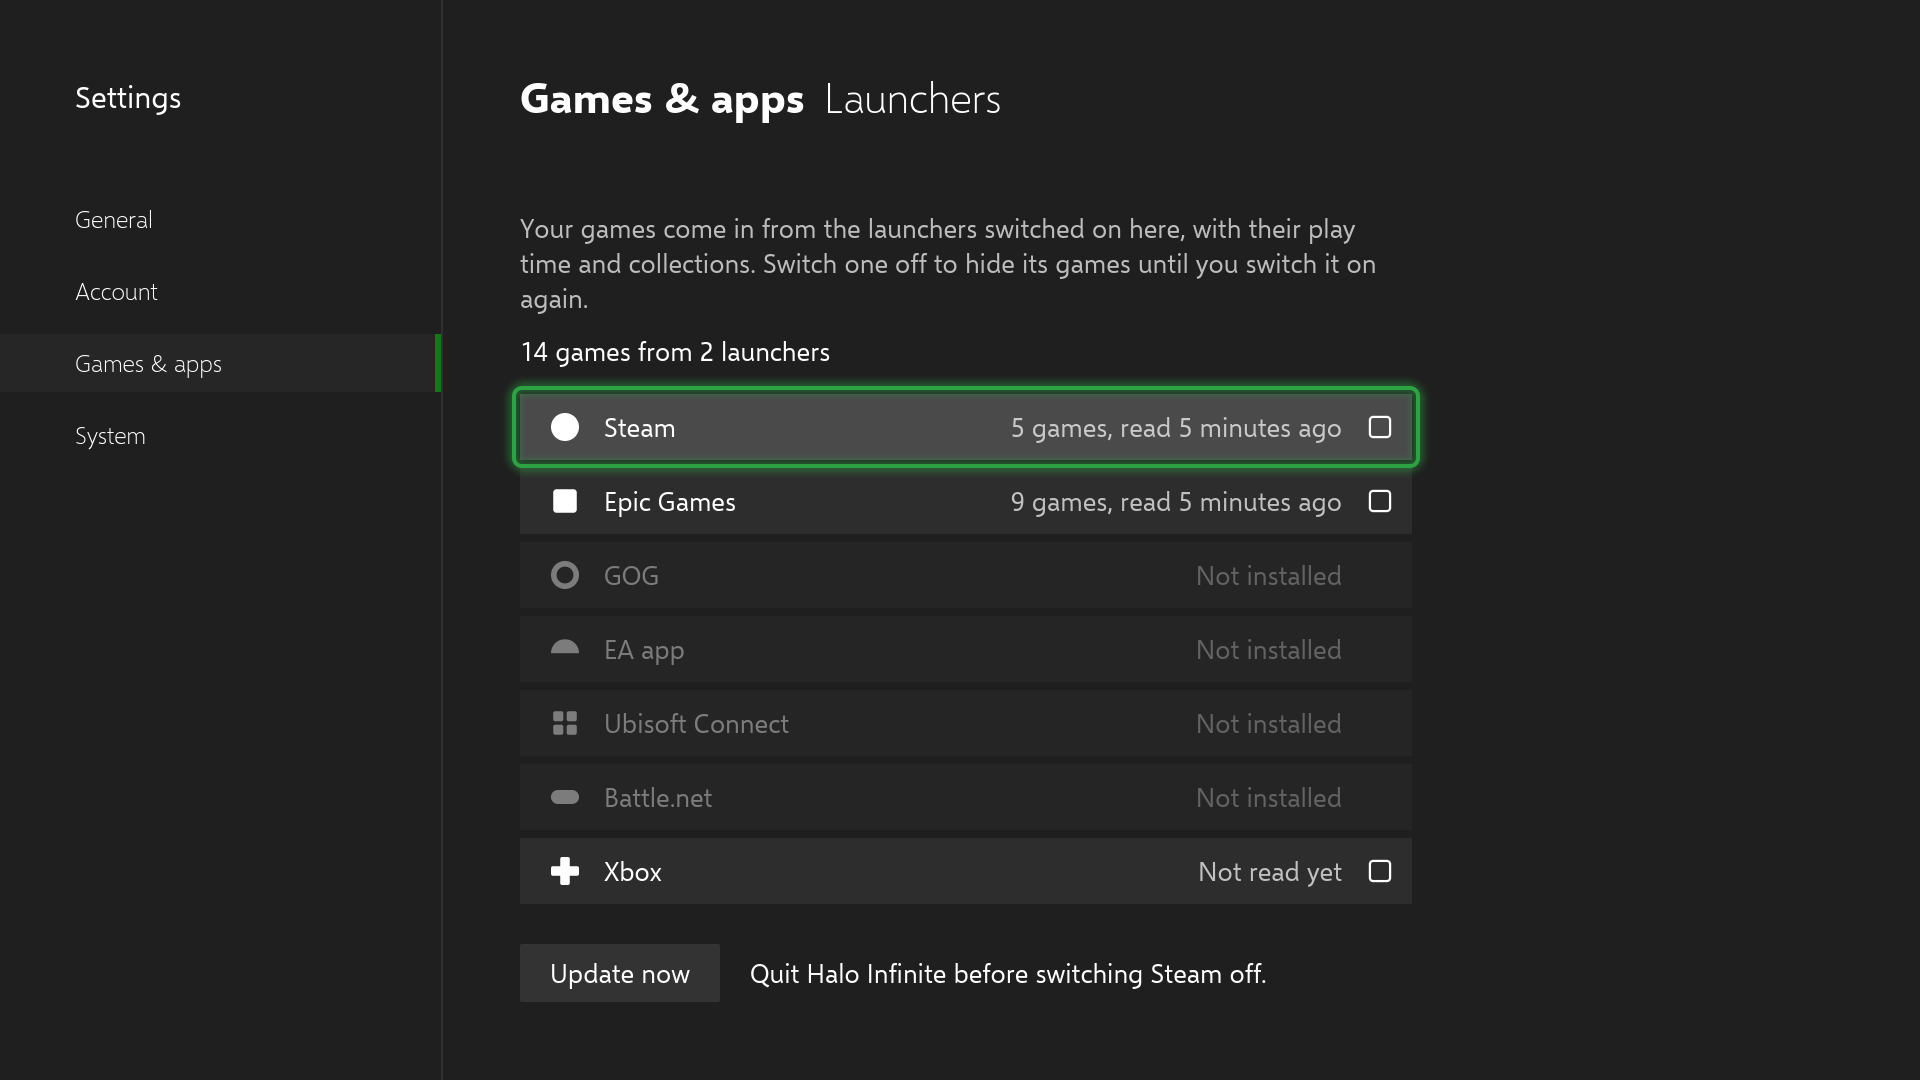 Settings
General
Account
Games & apps
System
Games & apps Launchers
Your games come in from the launchers switched on here, with their play
time and collections. Switch one off to hide its games until you switch it on
again.
14 games from 2 launchers
Steam 5 games, read 5 minutes ago
Epic Games 9 games, read 5 minutes ago
GOG Not installed
EA app Not installed
Ubisoft Connect Not installed
Battle.net Not installed
Xbox Not read yet
Update now Quit Halo Infinite before switching Steam off.